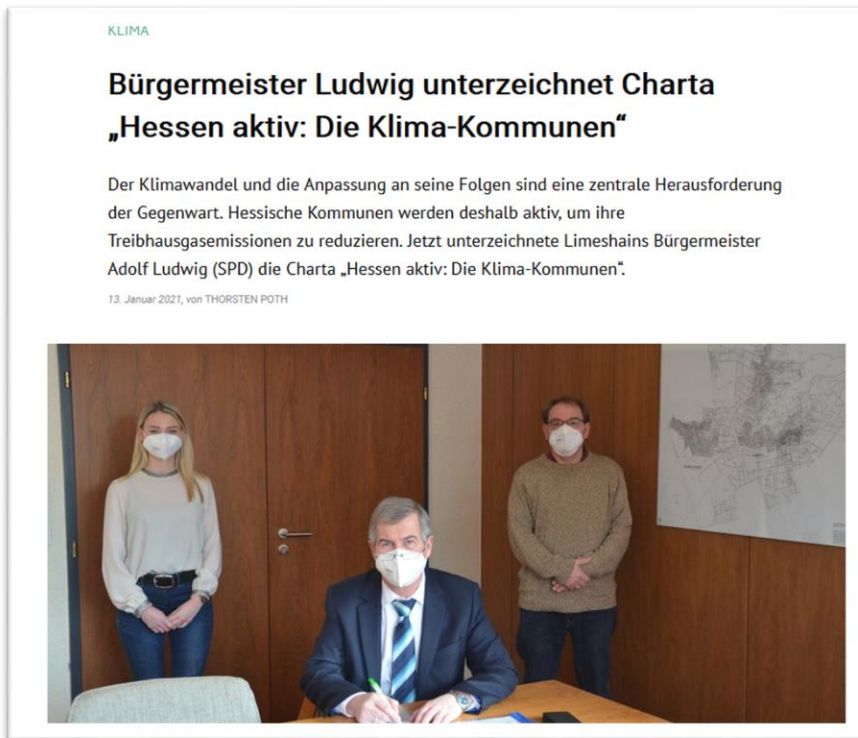 KLIMA
Bürgermeister Ludwig unterzeichnet Charta
„Hessen aktiv: Die Klima-Kommunen“
Der Klimawandel und die Anpassung an seine Folgen sind eine zentrale Herausforderung
der Gegenwart. Hessische Kommunen werden deshalb aktiv, um ihre
Treibhausgasemissionen zu reduzieren. Jetzt unterzeichnete Limeshains Bürgermeister
Adolf Ludwig (SPD) die Charta „Hessen aktiv: Die Klima-Kommunen“.
13. Januar 2021, von THORSTEN POTH